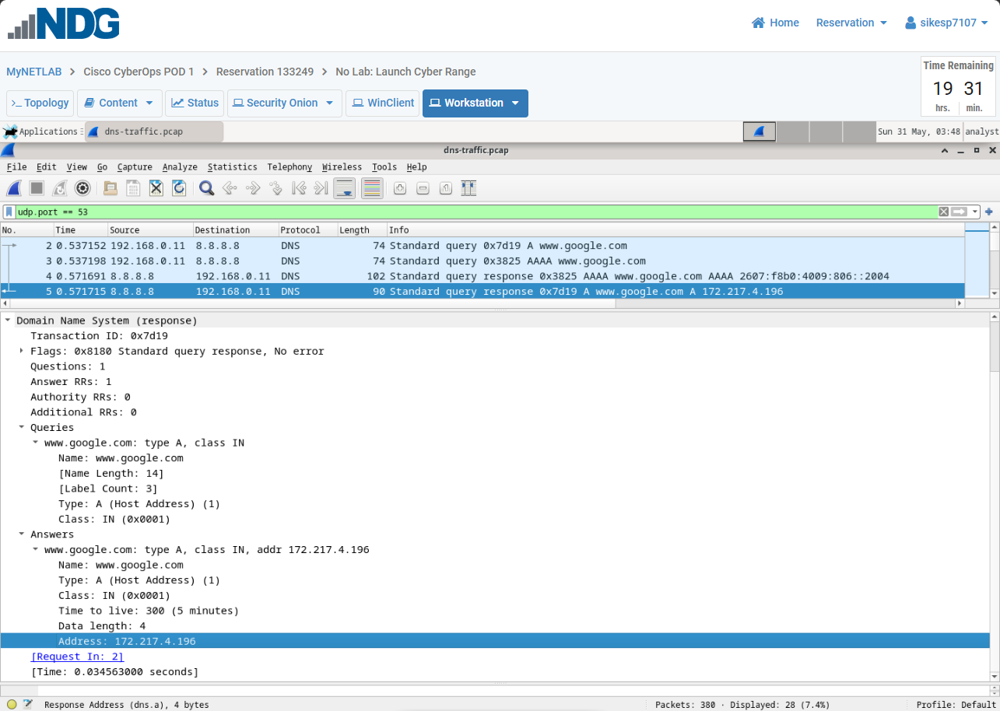 NDG
Home Reservation sikesp7107
MyNETLAB > Cisco CyberOps POD 1 > Reservation 133249 > No Lab: Launch Cyber Range
Time Remaining
19 31
hrs. min.
>_ Topology Content Status Security Onion WinClient Workstation
Applications dns-traffic.pcap Sun 31 May, 03:48 analyst
dns-traffic.pcap
File Edit View Go Capture Analyze Statistics Telephony Wireless Tools Help
udp.port == 53
No. Time Source Destination Protocol Length Info
2 0.537152 192.168.0.11 8.8.8.8 DNS 74 Standard query 0x7d19 A www.google.com
3 0.537198 192.168.0.11 8.8.8.8 DNS 74 Standard query 0x3825 AAAA www.google.com
4 0.571691 8.8.8.8 192.168.0.11 DNS 102 Standard query response 0x3825 AAAA www.google.com AAAA 2607:f8b0:4009:806::2004
5 0.571715 8.8.8.8 192.168.0.11 DNS 90 Standard query response 0x7d19 A www.google.com A 172.217.4.196
Domain Name System (response)
Transaction ID: 0x7d19
Flags: 0x8180 Standard query response, No error
Questions: 1
Answer RRs: 1
Authority RRs: 0
Additional RRs: 0
Queries
www.google.com: type A, class IN
Name: www.google.com
[Name Length: 14]
[Label Count: 3]
Type: A (Host Address) (1)
Class: IN (0x0001)
Answers
www.google.com: type A, class IN, addr 172.217.4.196
Name: www.google.com
Type: A (Host Address) (1)
Class: IN (0x0001)
Time to live: 300 (5 minutes)
Data length: 4
Address: 172.217.4.196
[Request In: 2]
[Time: 0.034563000 seconds]
Response Address (dns.a), 4 bytes Packets: 380 · Displayed: 28 (7.4%) Profile: Default